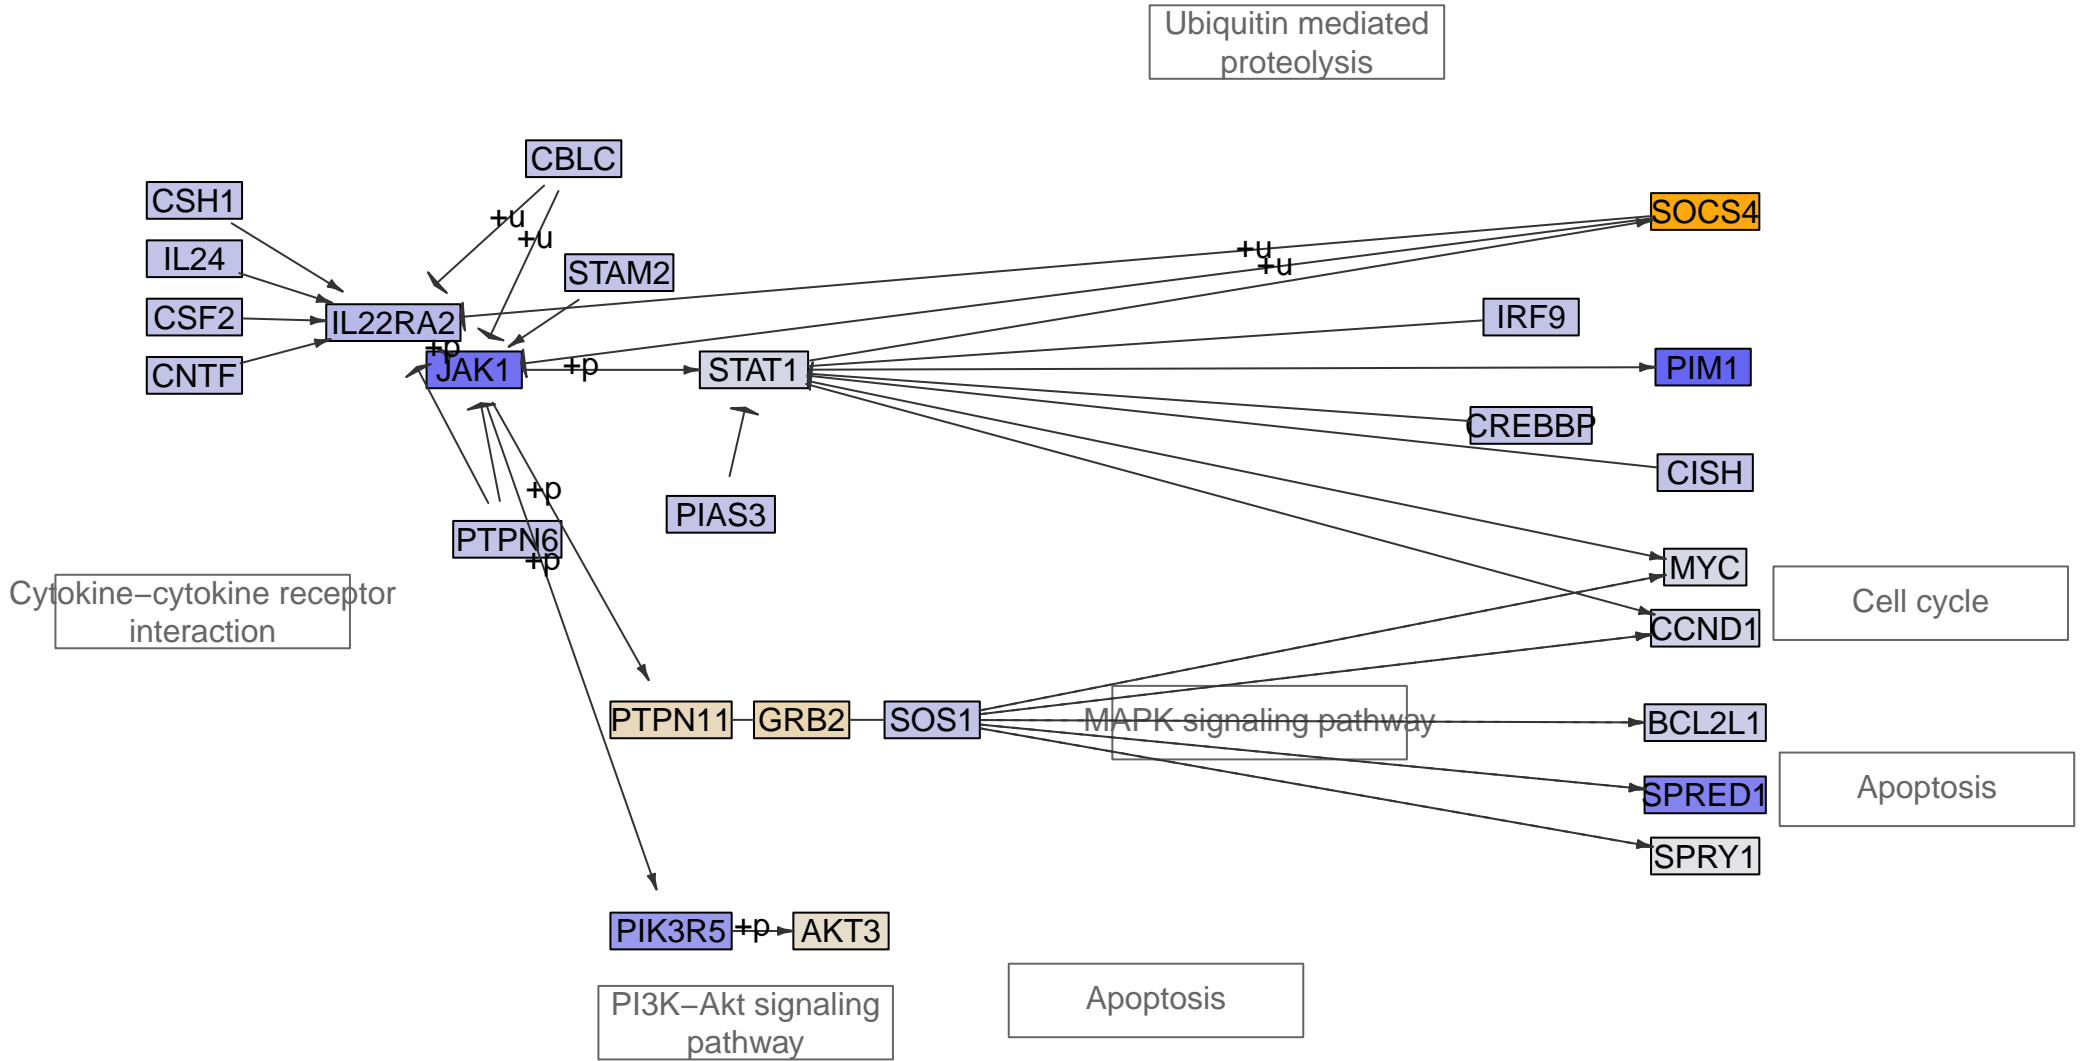 Ubiquitin mediated
proteolysis
CBLC
CSH1
SOCS4
+u
+u
+u
+u
IL24
STAM2
CSF2
IL22RA2
IRF9
+p
CNTF
JAK1
+p
STAT1
PIM1
CREBBP
CISH
+p
PIAS3
PTPN6
+p
MYC
Cytokine−cytokine receptor
interaction
Cell cycle
CCND1
PTPN11
GRB2
SOS1
MAPK signaling pathway
BCL2L1
SPRED1
Apoptosis
SPRY1
PIK3R5
+p
AKT3
PI3K−Akt signaling
pathway
Apoptosis